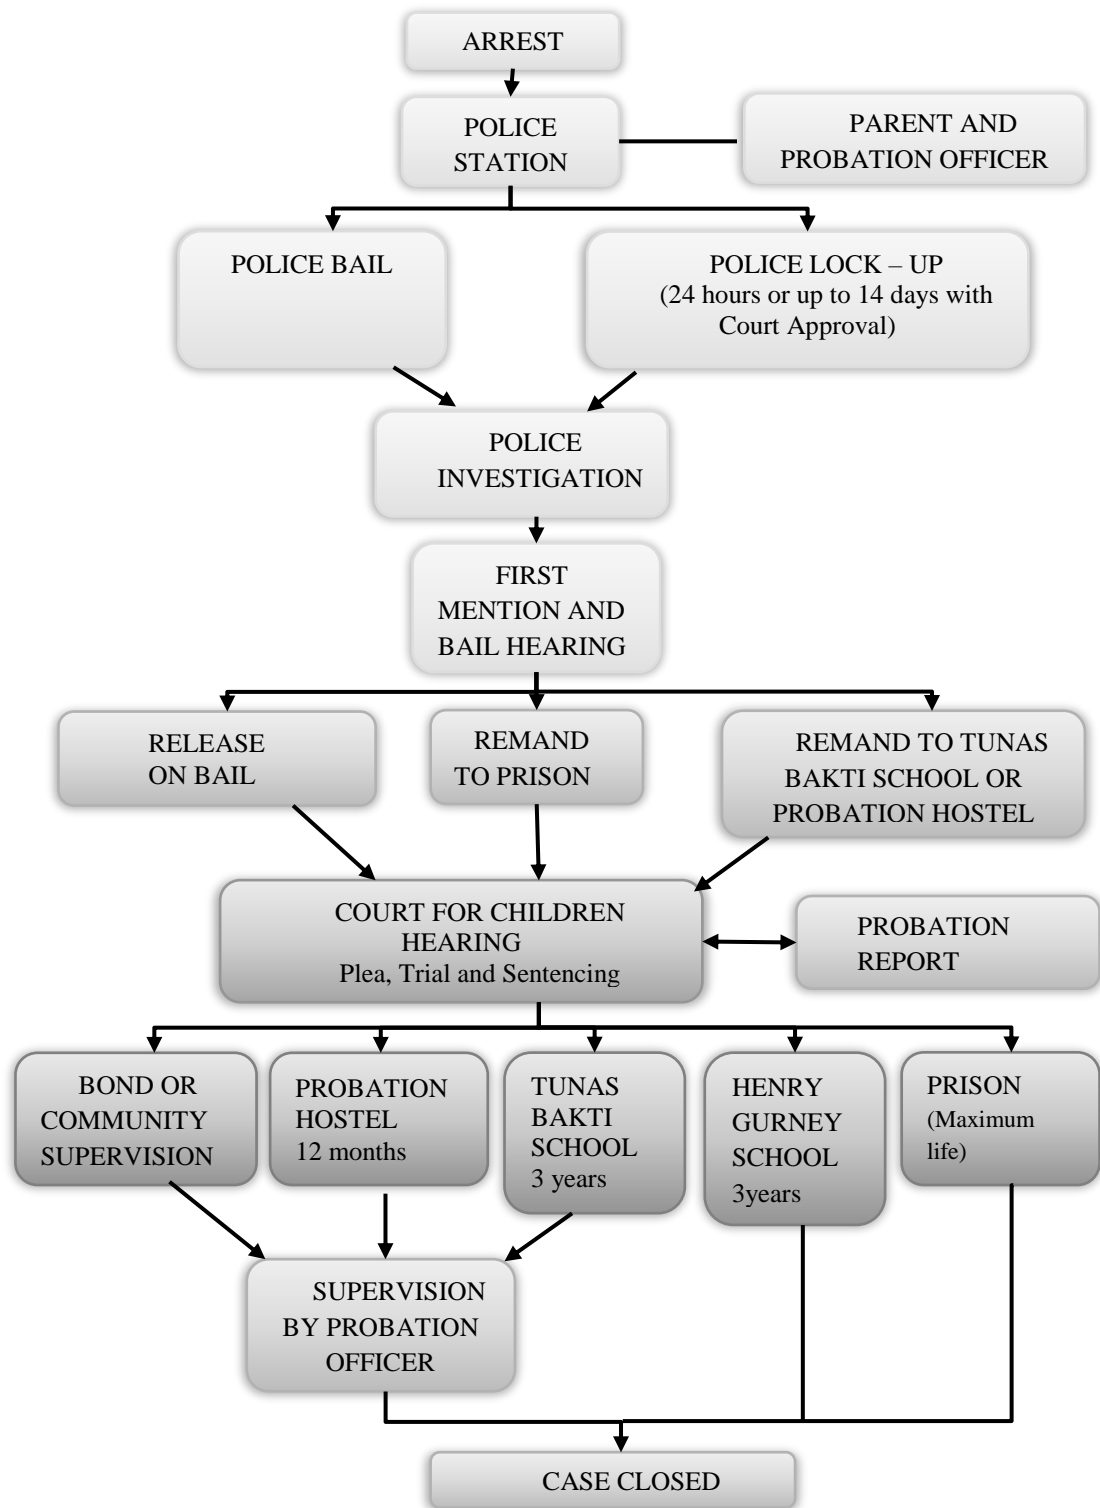 ARREST
POLICE
STATION
PARENT AND
PROBATION OFFICER
POLICE BAIL
POLICE LOCK – UP
(24 hours or up to 14 days with
Court Approval)
POLICE
INVESTIGATION
FIRST
MENTION AND
BAIL HEARING
RELEASE
ON BAIL
REMAND
TO PRISON
REMAND TO TUNAS
BAKTI SCHOOL OR
PROBATION HOSTEL
COURT FOR CHILDREN
HEARING
Plea, Trial and Sentencing
PROBATION
REPORT
BOND OR
COMMUNITY
SUPERVISION
PROBATION
HOSTEL
12 months
TUNAS
BAKTI
SCHOOL
3 years
HENRY
GURNEY
SCHOOL
3years
PRISON
(Maximum
life)
SUPERVISION
BY PROBATION
OFFICER
CASE CLOSED